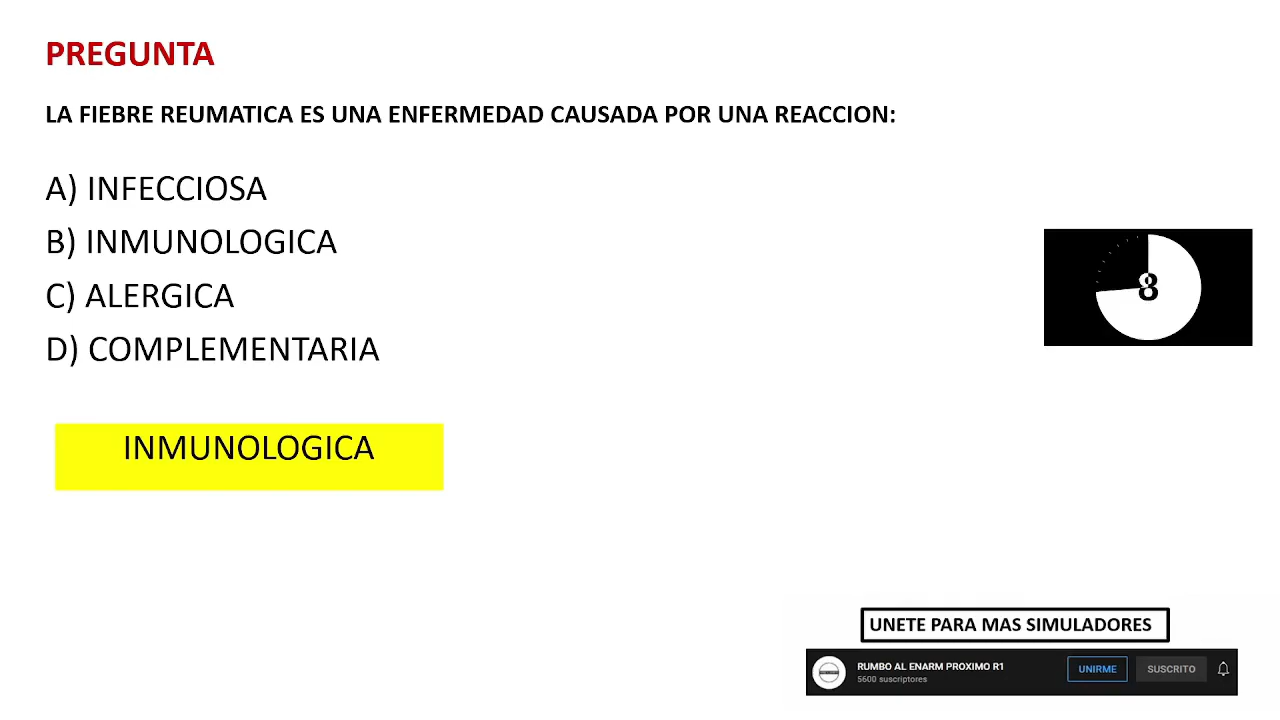 PREGUNTA
LA FIEBRE REUMATICA ES UNA ENFERMEDAD CAUSADA POR UNA REACCION:
A) INFECCIOSA
B) INMUNOLOGICA
C) ALERGICA
D) COMPLEMENTARIA
8
INMUNOLOGICA
UNETE PARA MAS SIMULADORES
RUMBO AL ENARM PROXIMO R1
5600 suscriptores
UNIRME
SUSCRITO